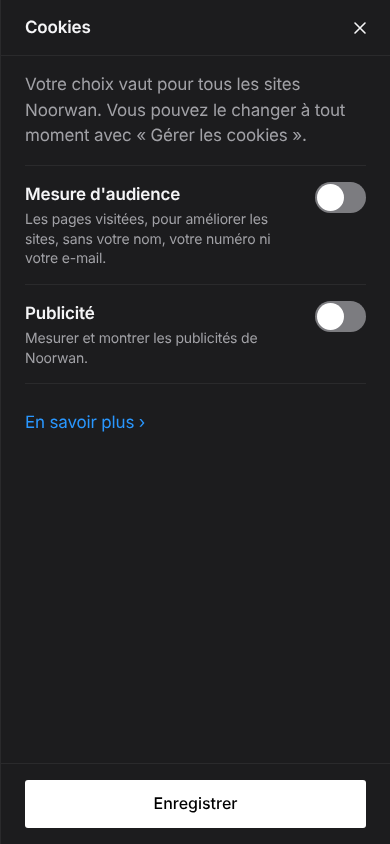 Cookies
Votre choix vaut pour tous les sites
Noorwan. Vous pouvez le changer à tout
moment avec « Gérer les cookies ».
Mesure d'audience
Les pages visitées, pour améliorer les
sites, sans votre nom, votre numéro ni
votre e-mail.
Publicité
Mesurer et montrer les publicités de
Noorwan.
En savoir plus ›
Enregistrer